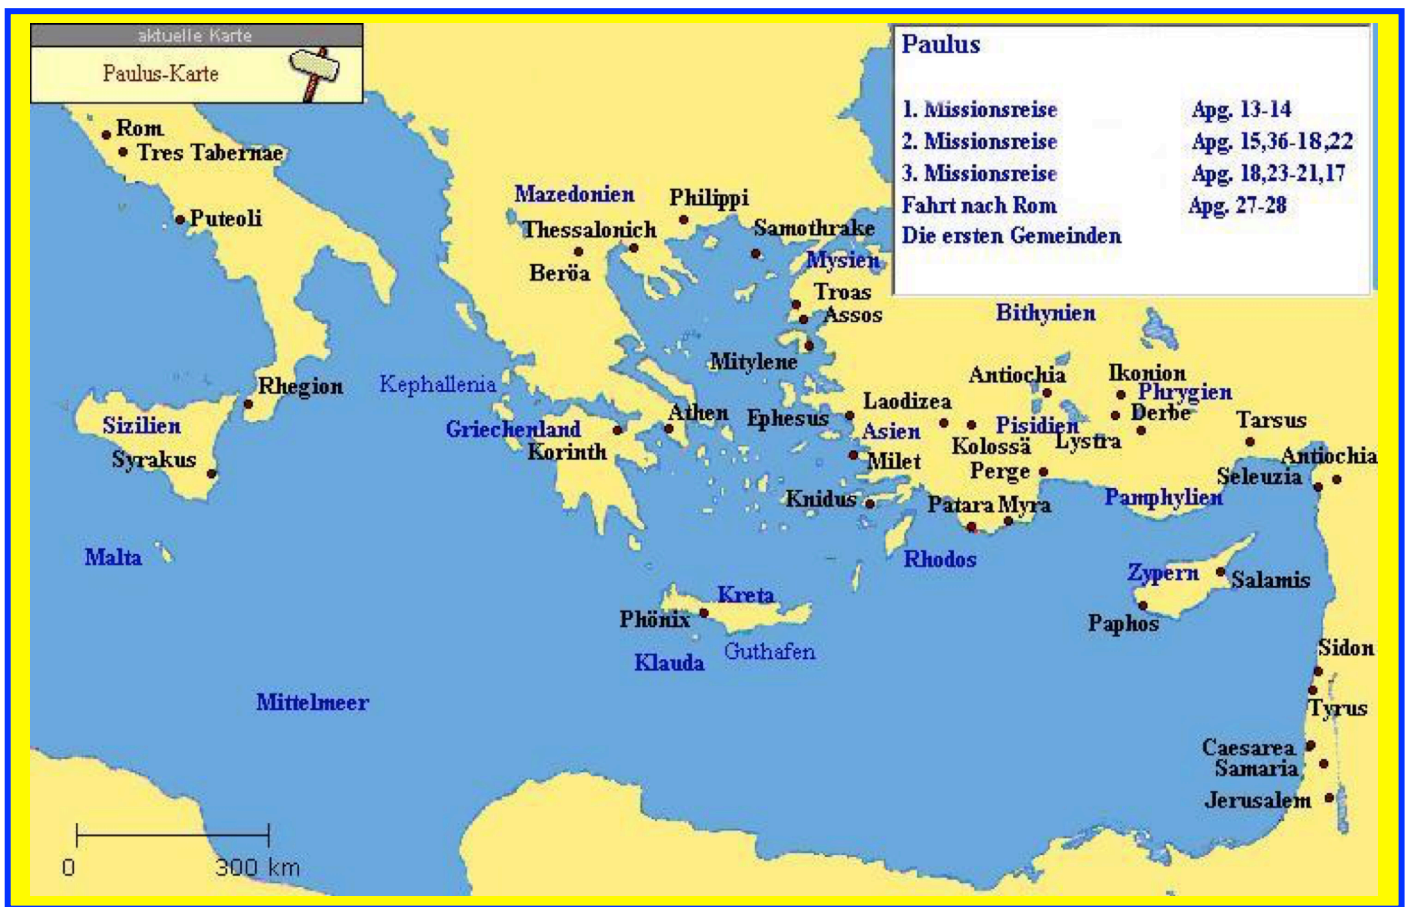 aktuelle Karte
Paulus-Karte
Paulus
1. Missionsreise Apg. 13-14
2. Missionsreise Apg. 15,36-18,22
3. Missionsreise Apg. 18,23-21,17
Fahrt nach Rom Apg. 27-28
Die ersten Gemeinden
Rom
Tres Tabernae
Puteoli
Mazedonien
Philippi
Thessalonich
Samothrake
Beröa
Mysien
Troas
Assos
Bithynien
Mitylene
Rhegion
Kephallenia
Antiochia
Ikonion
Phrygien
Sizilien
Griechenland
Athen
Ephesus
Laodizea
Asien
Pisidien
Derbe
Lystra
Tarsus
Syrakus
Korinth
Kolossä
Milet
Perge
Antiochia
Seleuzia
Knidus
Patara
Myra
Pamphylien
Malta
Rhodos
Zypern
Salamis
Kreta
Phönix
Paphos
Klauda
Guthafen
Sidon
Mittelmeer
Tyrus
Caesarea
Samaria
Jerusalem
0 300 km